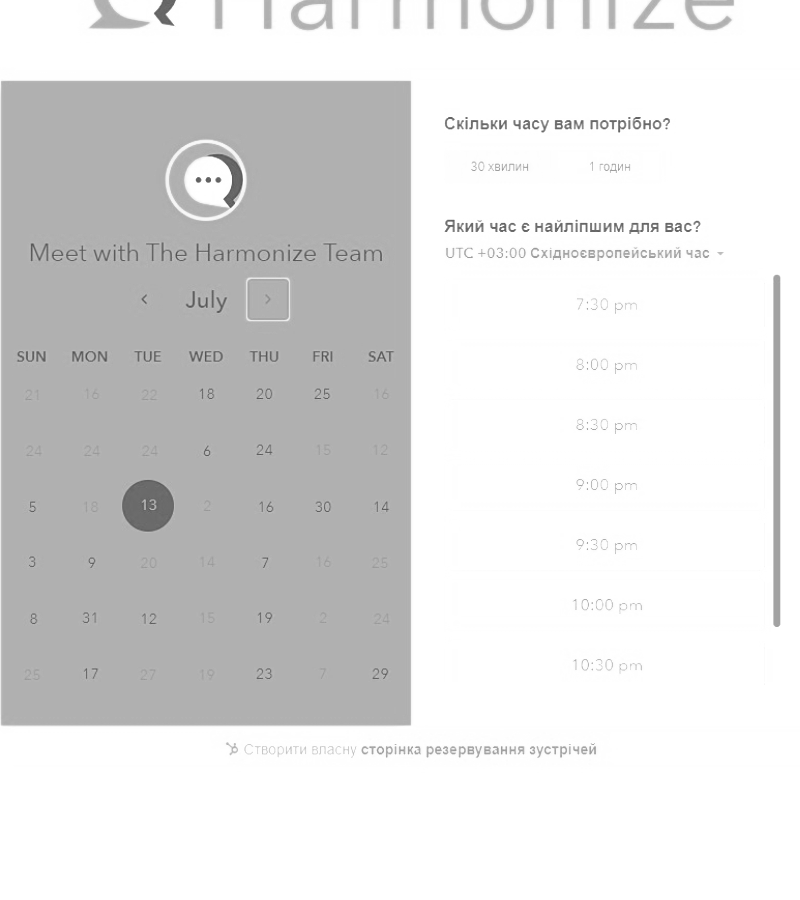 Harmonize
Meet with The Harmonize Team
July
SUN MON TUE WED THU FRI SAT
21 16 22 18 20 25 16
24 24 24 6 24 15 12
5 18 13 2 16 30 14
3 9 20 14 7 16 25
8 31 12 15 19 2 24
25 17 27 19 23 7 29
Скільки часу вам потрібно?
30 хвилин 1 годин
Який час є найліпшим для вас?
UTC +03:00 Східноєвропейський час
7:30 pm
8:00 pm
8:30 pm
9:00 pm
9:30 pm
10:00 pm
10:30 pm
Створити власну сторінка резервування зустрічей